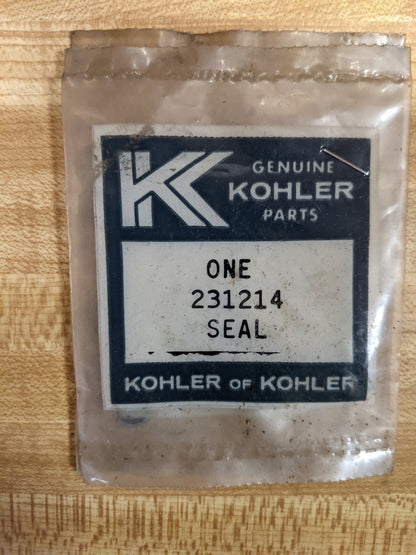 K
GENUINE
KOHLER
PARTS
ONE
231214
SEAL
KOHLER OF KOHLER